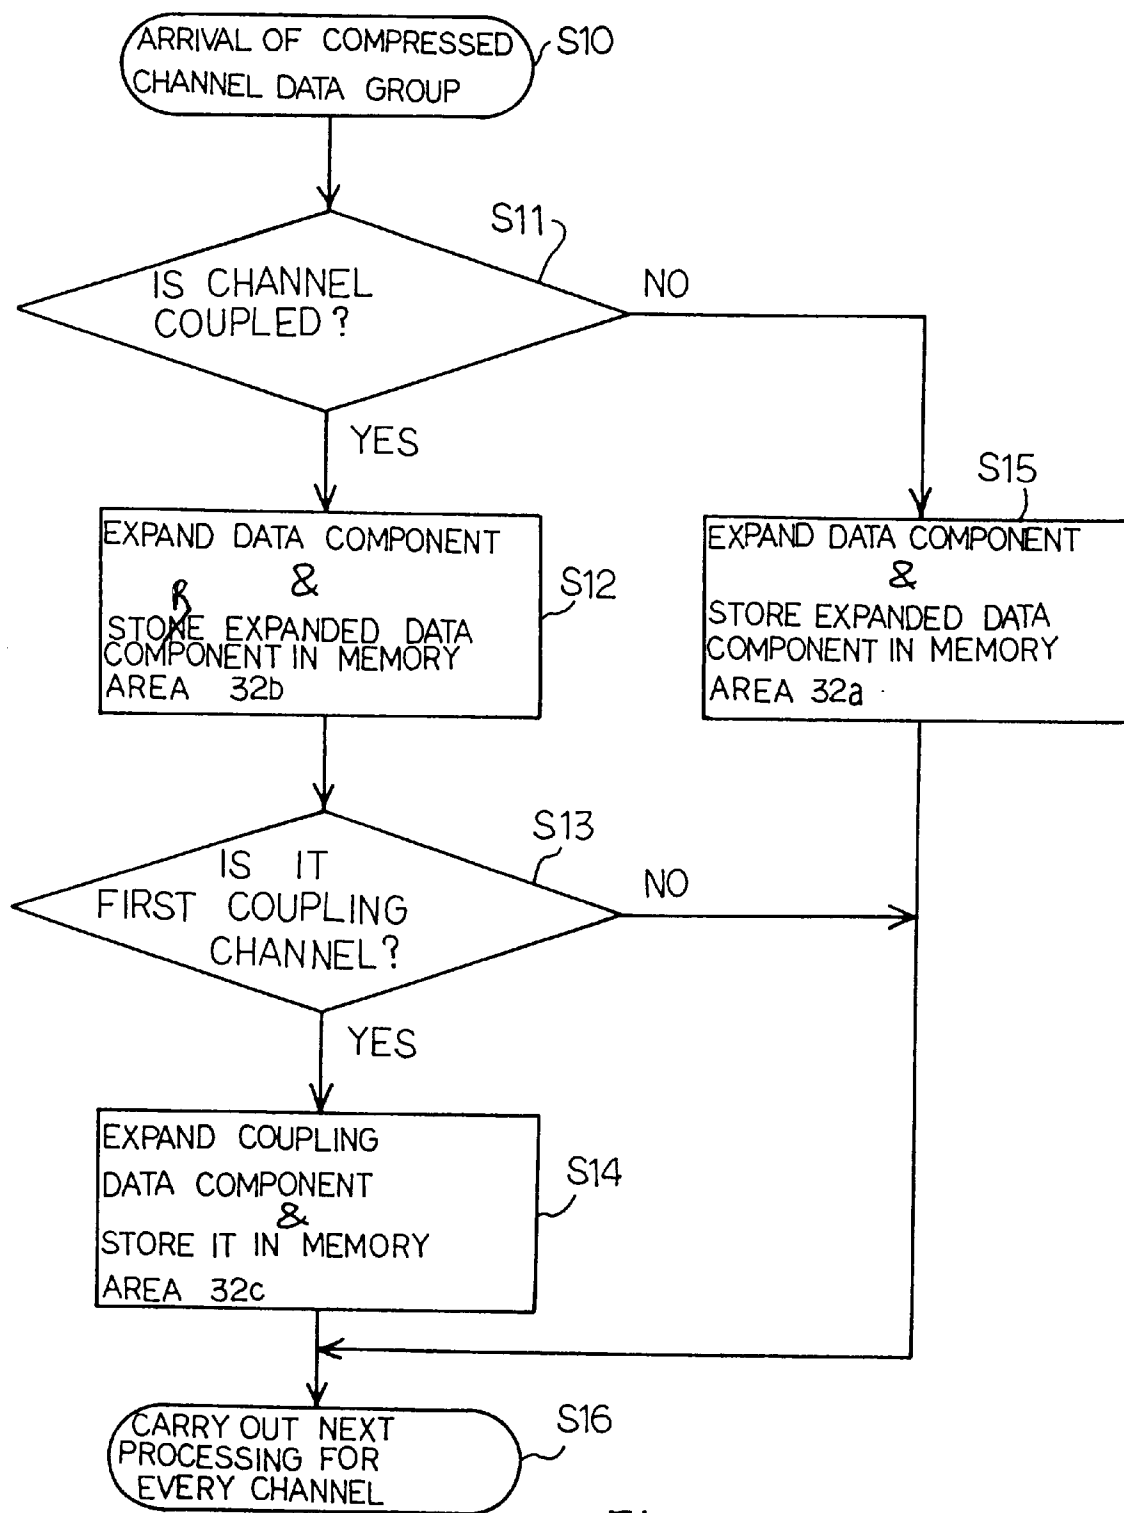 ARRIVAL OF COMPRESSED
CHANNEL DATA GROUP
S10
S11
IS CHANNEL
COUPLED?
NO
YES
S15
EXPAND DATA COMPONENT
&
STORE EXPANDED DATA
COMPONENT IN MEMORY
AREA 32b
S12
EXPAND DATA COMPONENT
&
STORE EXPANDED DATA
COMPONENT IN MEMORY
AREA 32a
S13
IS IT
FIRST COUPLING
CHANNEL?
NO
YES
EXPAND COUPLING
DATA COMPONENT
&
STORE IT IN MEMORY
AREA 32c
S14
CARRY OUT NEXT
PROCESSING FOR
EVERY CHANNEL
S16